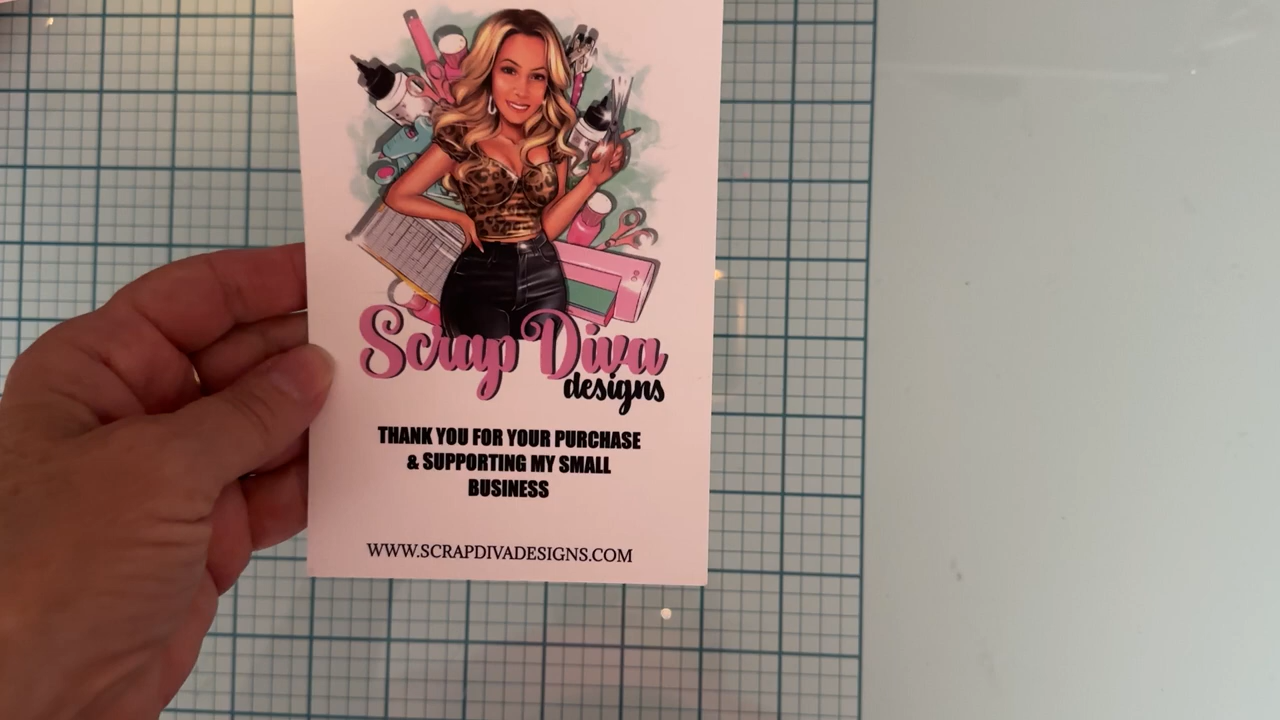 Scrap Diva
designs
THANK YOU FOR YOUR PURCHASE
& SUPPORTING MY SMALL
BUSINESS
WWW.SCRAPDIVADESIGNS.COM